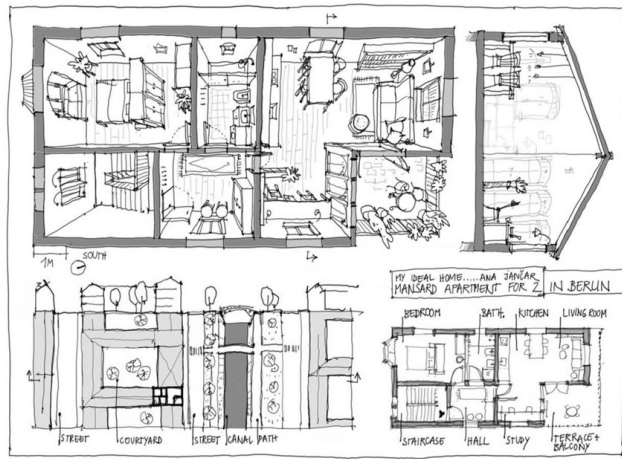 1M
SOUTH
MY IDEAL HOME..... ANA JANČAR
MANSARD APARTMENT FOR 2 IN BERLIN
BEDROOM
BATH.
KITCHEN
LIVING ROOM
STREET
COURTYARD
STREET
CANAL
PATH
STAIRCASE
HALL
STUDY
TERRACE +
BALCONY